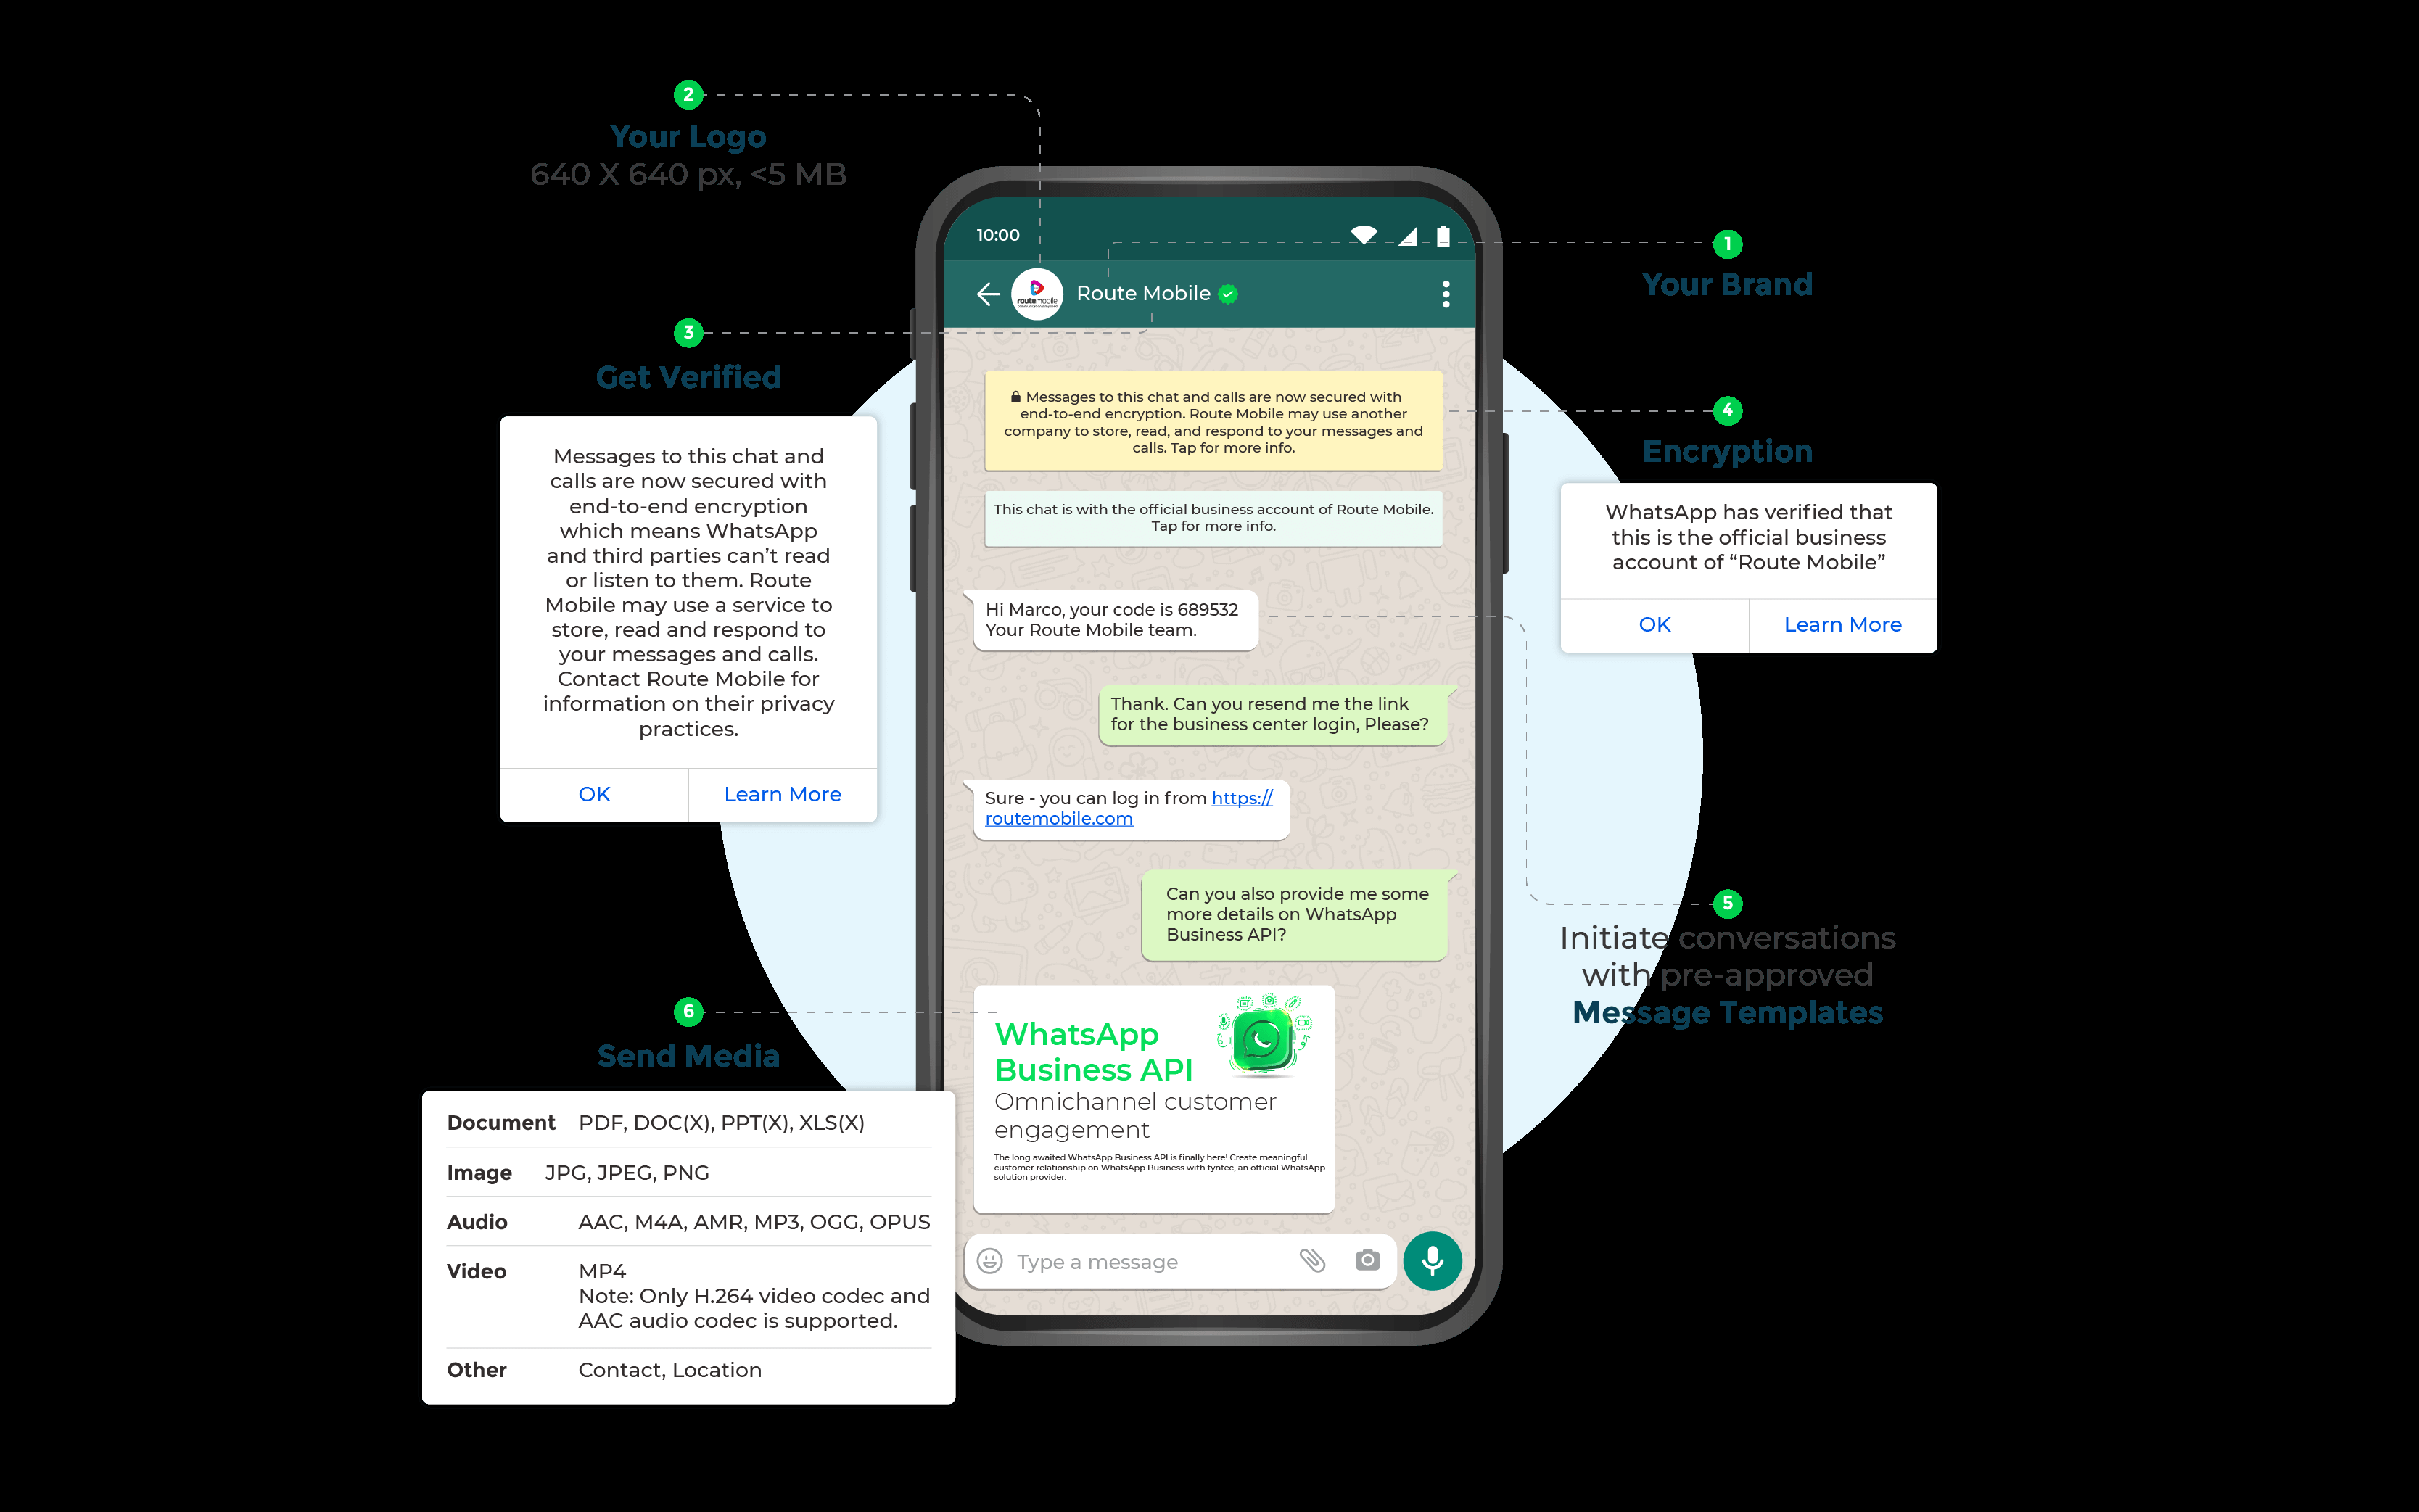 2
Your Logo
640 X 640 px, <5 MB
1
Your Brand
3
Get Verified
Messages to this chat and
calls are now secured with
end-to-end encryption
which means WhatsApp
and third parties can't read
or listen to them. Route
Mobile may use a service to
store, read and respond to
your messages and calls.
Contact Route Mobile for
information on their privacy
practices.
OK
Learn More
10:00
routemobile
Route Mobile
Messages to this chat and calls are now secured with
end-to-end encryption. Route Mobile may use another
company to store, read, and respond to your messages and
calls. Tap for more info.
This chat is with the official business account of Route Mobile.
Tap for more info.
Hi Marco, your code is 689532
Your Route Mobile team.
Thank. Can you resend me the link
for the business center login, Please?
Sure - you can log in from https://
routemobile.com
Can you also provide me some
more details on WhatsApp
Business API?
WhatsApp
Business API
Omnichannel customer
engagement
The long awaited WhatsApp Business API is finally here! Create meaningful
customer relationship on WhatsApp Business with tyntec, an official WhatsApp
solution provider.
Type a message
4
Encryption
WhatsApp has verified that
this is the official business
account of “Route Mobile”
OK
Learn More
5
Initiate conversations
with pre-approved
Message Templates
6
Send Media
Document PDF, DOC(X), PPT(X), XLS(X)
Image JPG, JPEG, PNG
Audio AAC, M4A, AMR, MP3, OGG, OPUS
Video MP4
Note: Only H.264 video codec and
AAC audio codec is supported.
Other Contact, Location